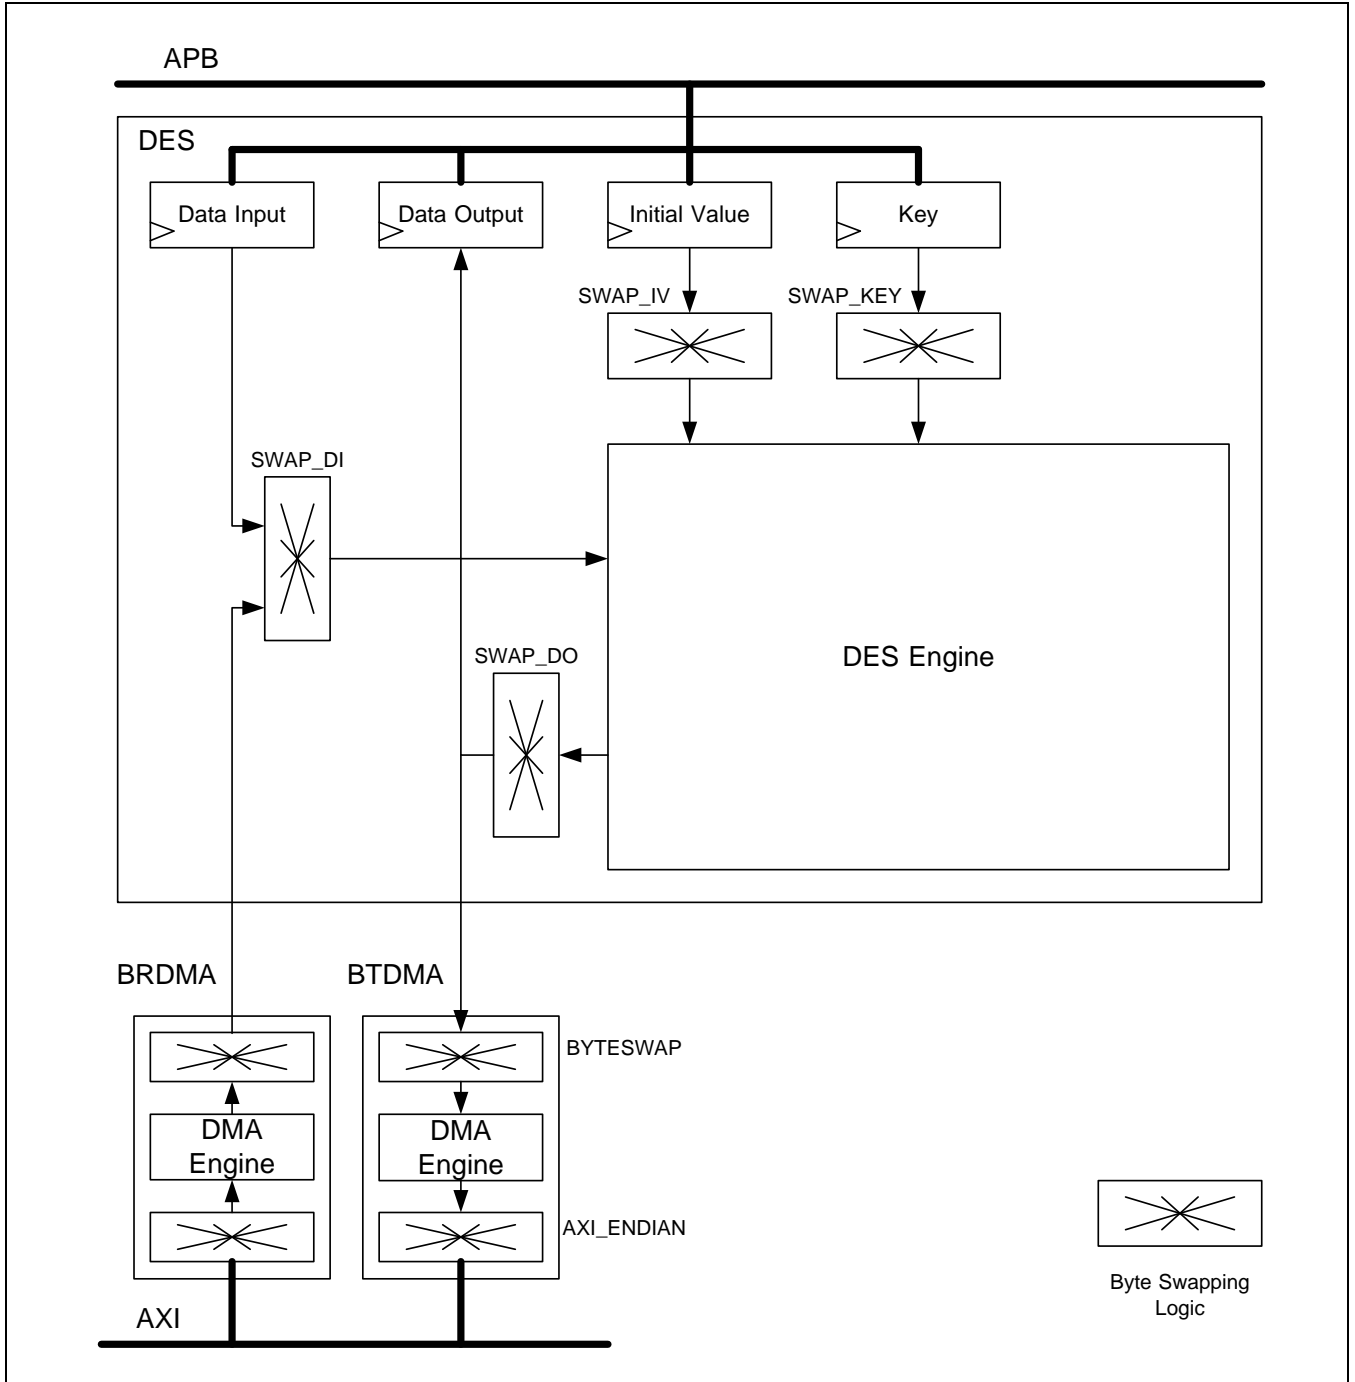 APB
DES
Data Input
Data Output
Initial Value
Key
SWAP_IV
SWAP_KEY
SWAP_DI
SWAP_DO
DES Engine
BRDMA
BTDMA
BYTESWAP
DMA
Engine
DMA
Engine
AXI_ENDIAN
Byte Swapping
Logic
AXI